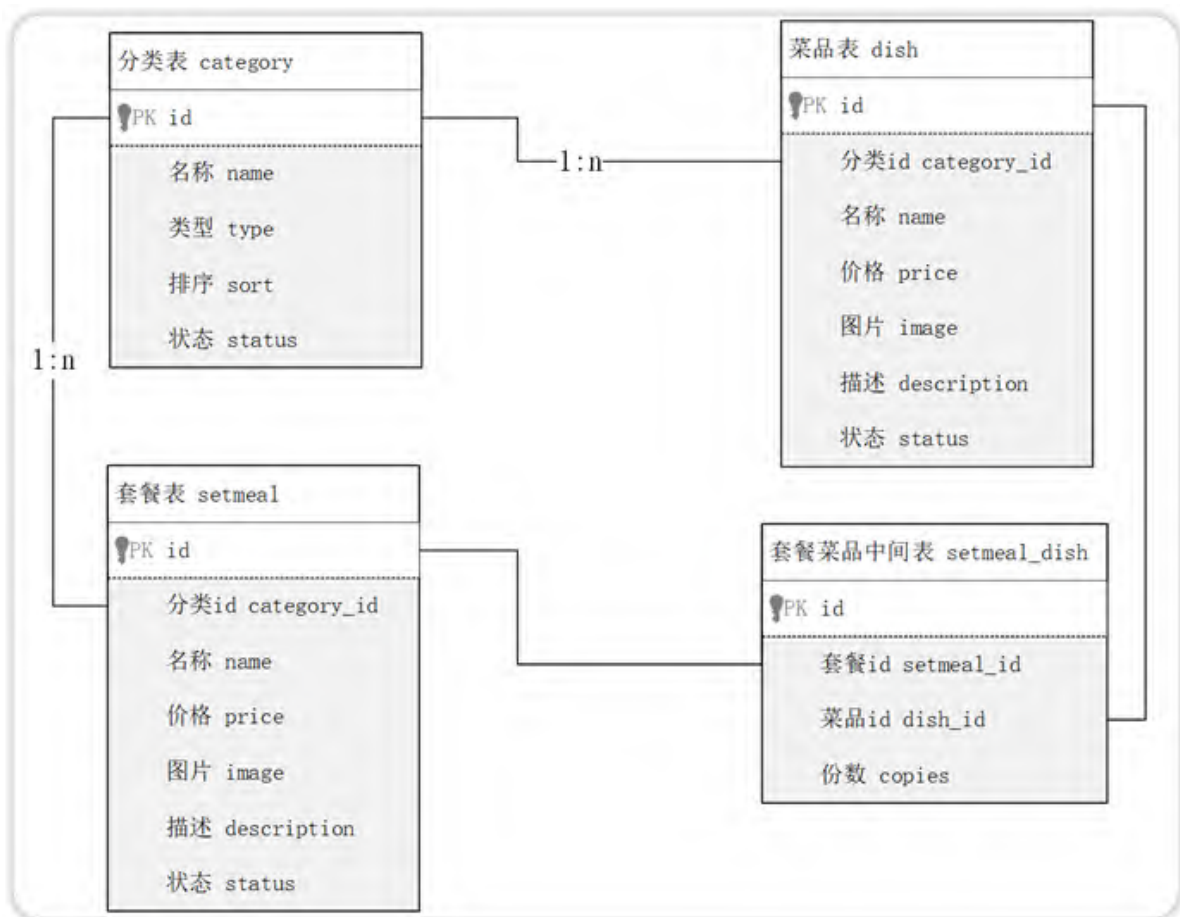 分类表 category
PK id
名称 name
类型 type
排序 sort
状态 status
菜品表 dish
PK id
分类id category_id
名称 name
价格 price
图片 image
描述 description
状态 status
1:n
1:n
套餐表 setmeal
PK id
分类id category_id
名称 name
价格 price
图片 image
描述 description
状态 status
套餐菜品中间表 setmeal_dish
PK id
套餐id setmeal_id
菜品id dish_id
份数 copies